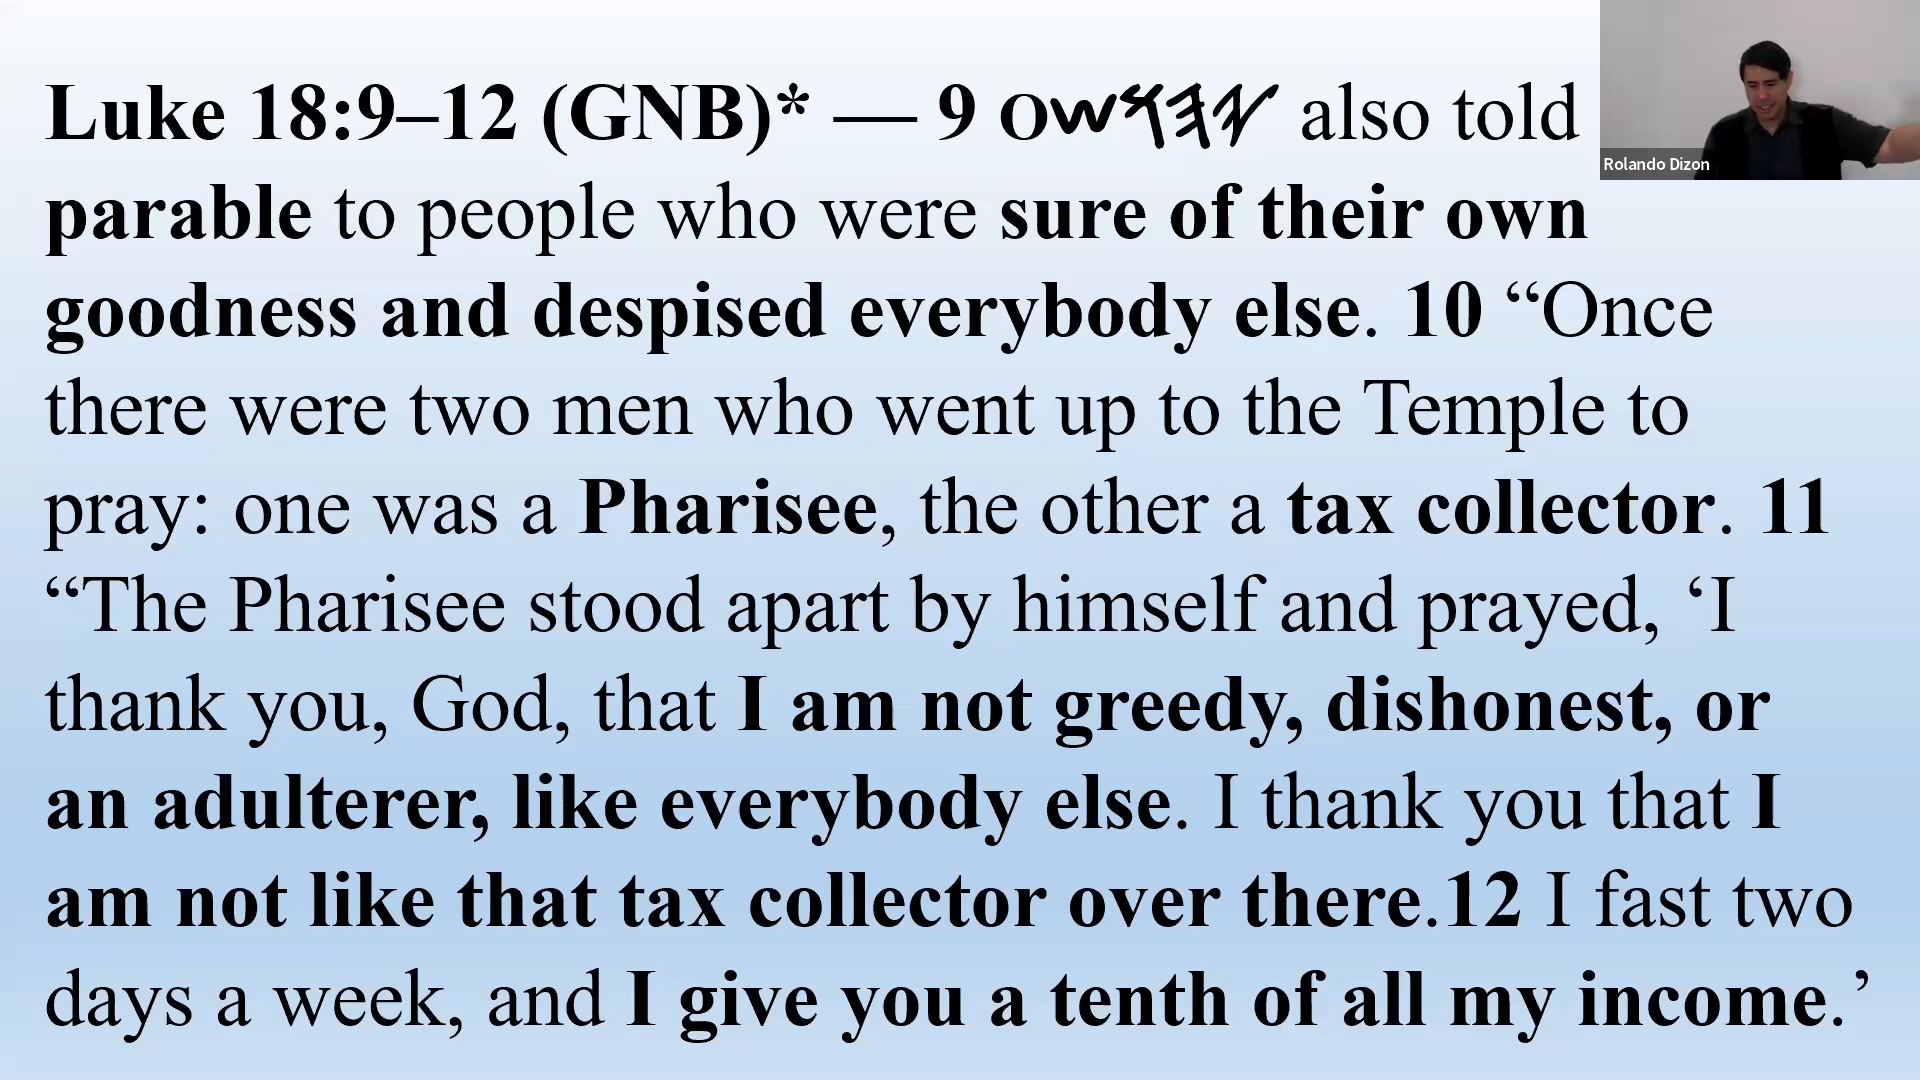 Luke 18:9–12 (GNB)* — 9 𐤉𐤄𐤅𐤔𐤏 also told
parable to people who were sure of their own
goodness and despised everybody else. 10 “Once
there were two men who went up to the Temple to
pray: one was a Pharisee, the other a tax collector. 11
“The Pharisee stood apart by himself and prayed, ‘I
thank you, God, that I am not greedy, dishonest, or
an adulterer, like everybody else. I thank you that I
am not like that tax collector over there.12 I fast two
days a week, and I give you a tenth of all my income.’
Rolando Dizon